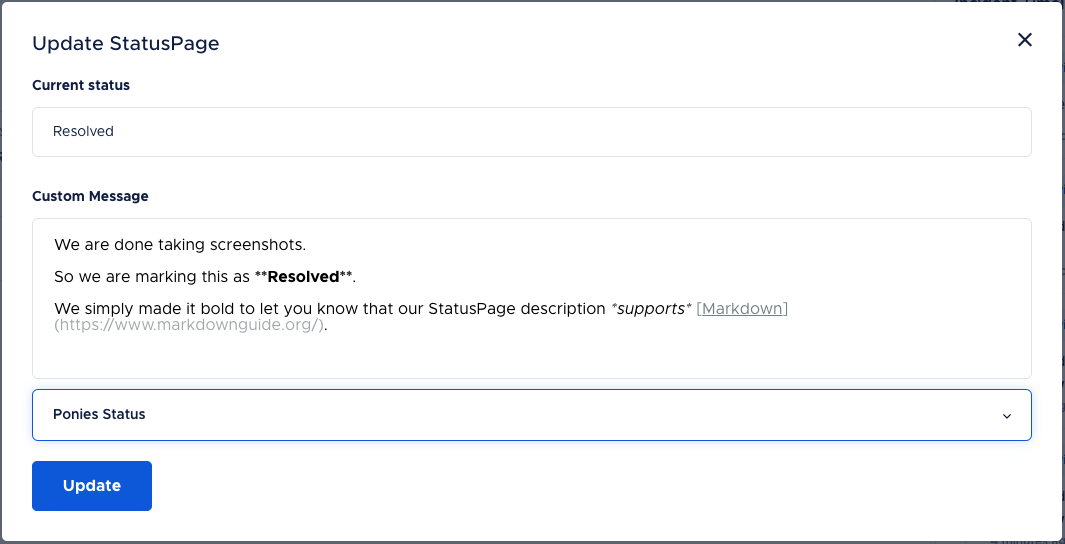 Update StatusPage
Current status
Resolved
Custom Message
We are done taking screenshots.
So we are marking this as **Resolved**.
We simply made it bold to let you know that our StatusPage description *supports* [Markdown]
(https://www.markdownguide.org/).
Ponies Status
Update